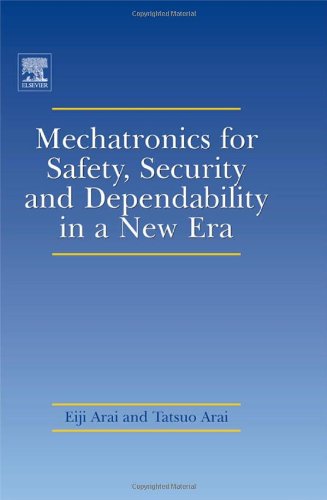 ELSEVIER
Mechatronics for
Safety, Security
and Dependability
in a New Era
Eiji Arai and Tatsuo Arai